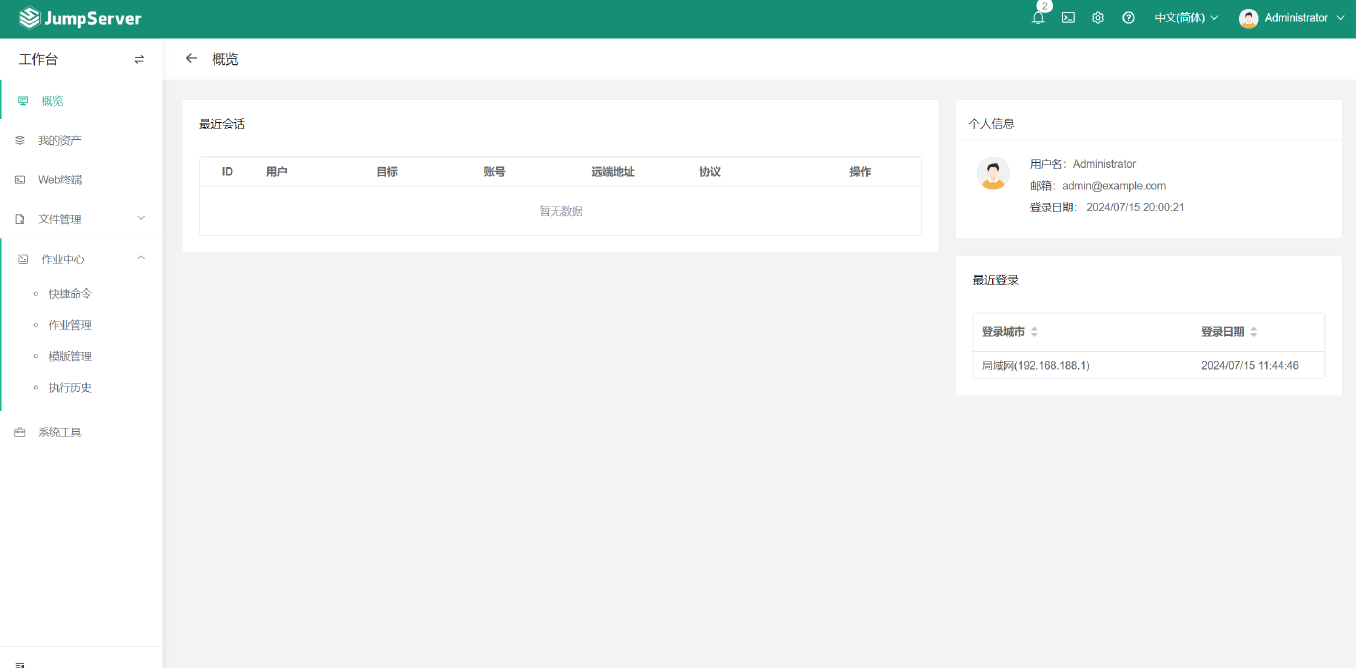 JumpServer
2
中文(简体)
Administrator
工作台
概览
概览
我的资产
Web终端
文件管理
作业中心
快捷命令
作业管理
模版管理
执行历史
系统工具
最近会话
ID 用户 目标 账号 远端地址 协议 操作
暂无数据
个人信息
用户名: Administrator
邮箱: admin@example.com
登录日期: 2024/07/15 20:00:21
最近登录
登录城市 登录日期
局域网(192.168.188.1) 2024/07/15 11:44:46